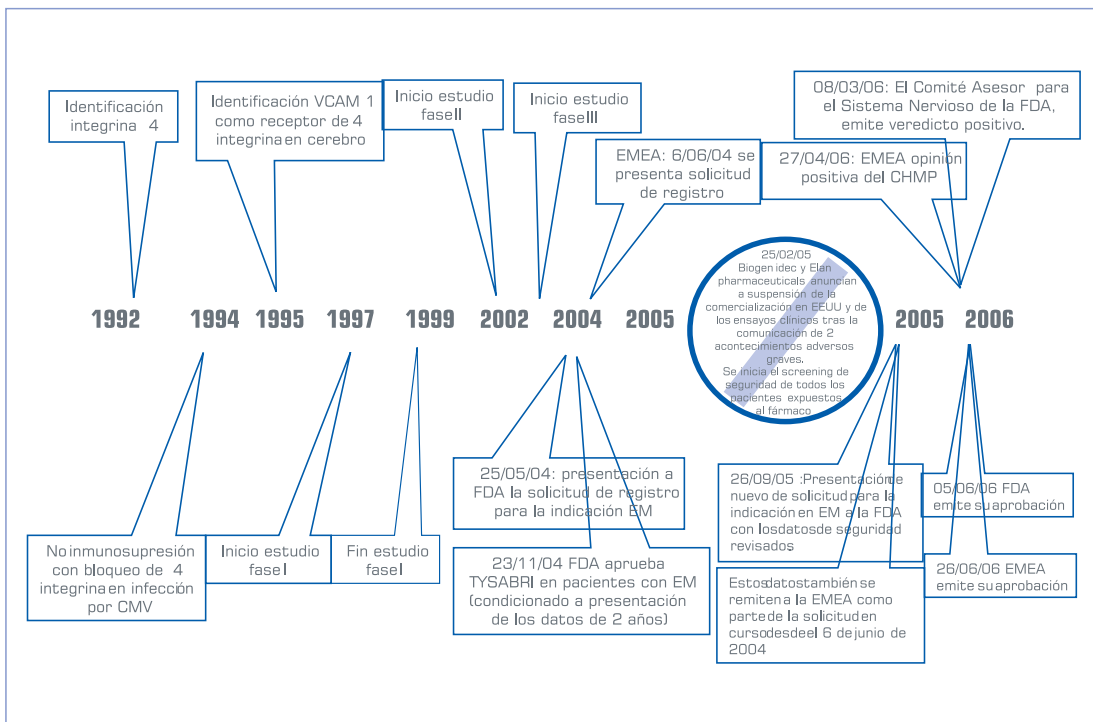 Identificación
integrina 4
Identificación VCAM 1
como receptor de 4
integrina en cerebro
Inicio estudio
fase II
Inicio estudio
fase III
EMEA: 6/06/04 se
presenta solicitud
de registro
08/03/06: El Comité Asesor para
el Sistema Nervioso de la FDA,
emite veredicto positivo.
27/04/06: EMEA opinión
positiva del CHMP
25/02/05
Biogen idec y Elan
pharmaceuticals anuncian
a suspensión de la
comercialización en EEUU y de
los ensayos clínicos tras la
comunicación de 2
acontecimientos adversos
graves.
Se inicia el screening de
seguridad de todos los
pacientes expuestos
al fármaco
1992 1994 1995 1997 1999 2002 2004 2005 2005 2006
No inmunosupresión
con bloqueo de 4
integrina en infección
por CMV
Inicio estudio
fase I
Fin estudio
fase I
25/05/04: presentación a
FDA la solicitud de registro
para la indicación EM
23/11/04 FDA aprueba
TYSABRI en pacientes con EM
(condicionado a presentación
de los datos de 2 años)
26/09/05 :Presentación de
nuevo de solicitud para la
indicación en EM a la FDA
con los datos de seguridad
revisados
Estos datos también se
remiten a la EMEA como
parte de la solicitud en
curso desde el 6 de junio de
2004
05/06/06 FDA
emite su aprobación
26/06/06 EMEA
emite su aprobación